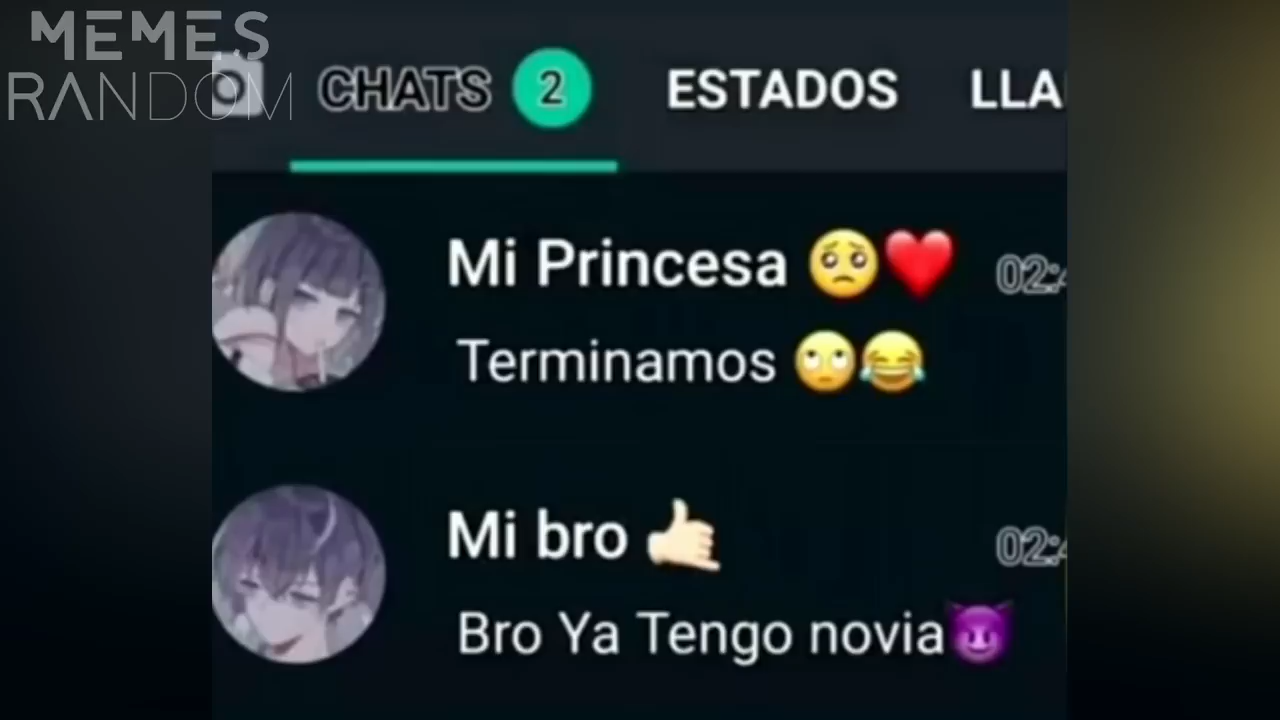 MEMES
RANDOM
CHATS 2 ESTADOS
Mi Princesa 🥺❤️
Terminamos 🙄😂
Mi bro 🤙🏻
Bro Ya Tengo novia😈